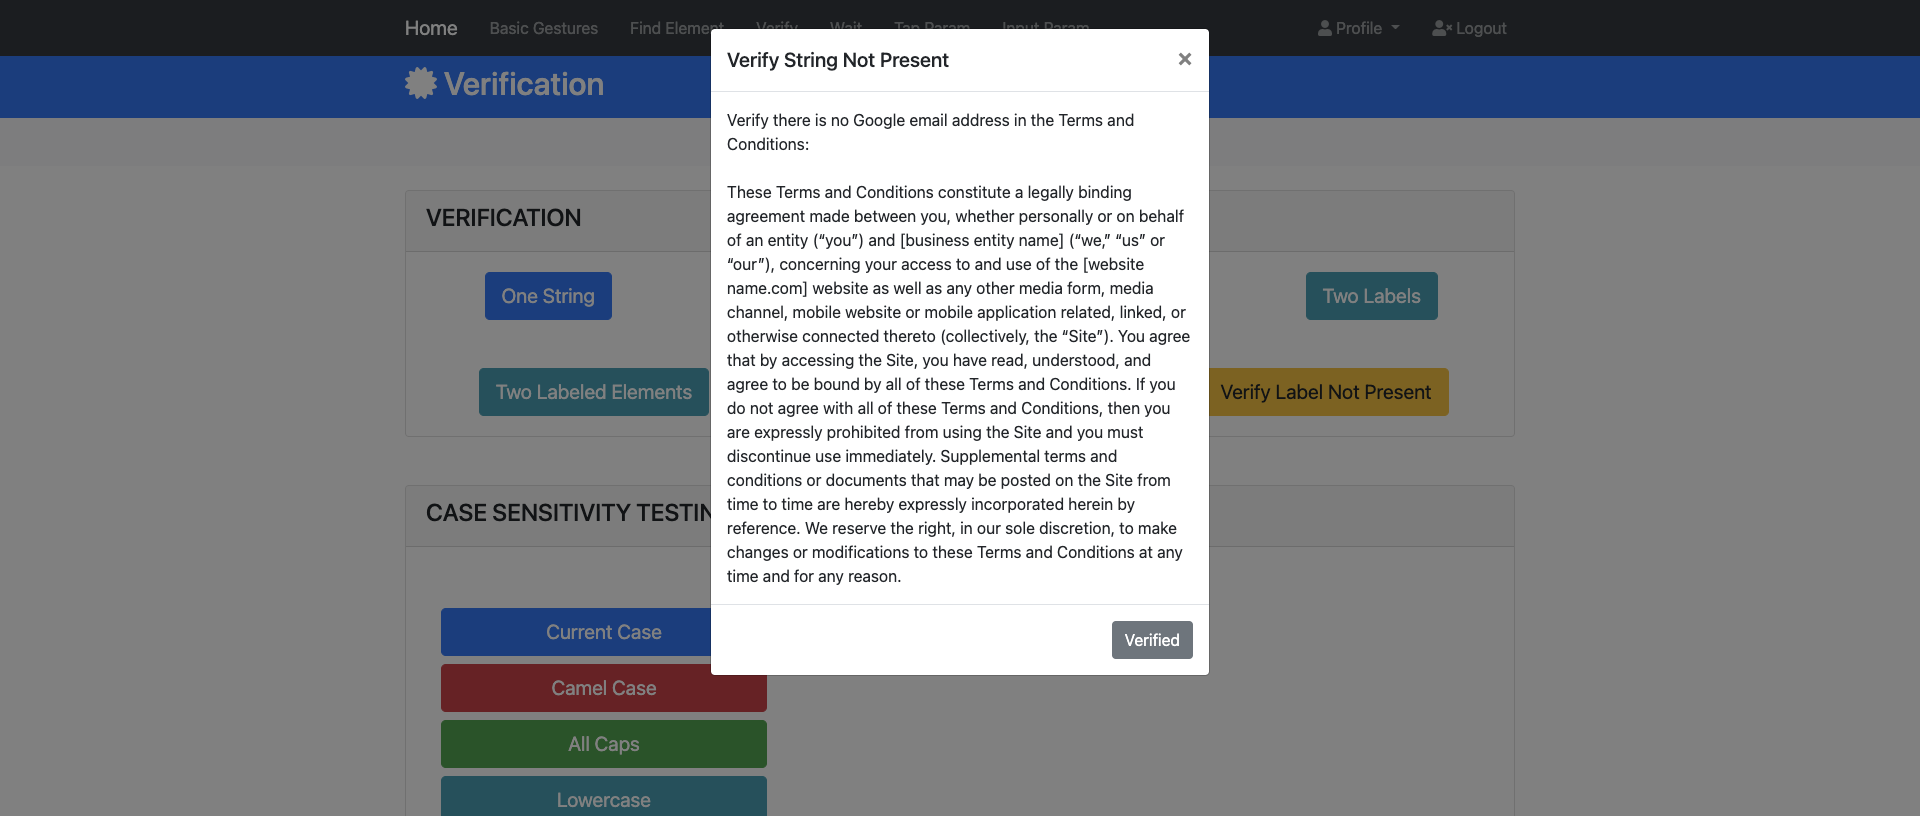 Home Basic Gestures Find Element Verify Wait Tap Param Input Param Profile Logout
Verification
Verify String Not Present ×
Verify there is no Google email address in the Terms and
Conditions:
These Terms and Conditions constitute a legally binding
agreement made between you, whether personally or on behalf
of an entity (“you”) and [business entity name] (“we,” “us” or
“our”), concerning your access to and use of the [website
name.com] website as well as any other media form, media
channel, mobile website or mobile application related, linked, or
otherwise connected thereto (collectively, the “Site”). You agree
that by accessing the Site, you have read, understood, and
agree to be bound by all of these Terms and Conditions. If you
do not agree with all of these Terms and Conditions, then you
are expressly prohibited from using the Site and you must
discontinue use immediately. Supplemental terms and
conditions or documents that may be posted on the Site from
time to time are hereby expressly incorporated herein by
reference. We reserve the right, in our sole discretion, to make
changes or modifications to these Terms and Conditions at any
time and for any reason.
Verified
VERIFICATION
One String
Two Labels
Two Labeled Elements
Verify Label Not Present
CASE SENSITIVITY TESTIN
Current Case
Camel Case
All Caps
Lowercase